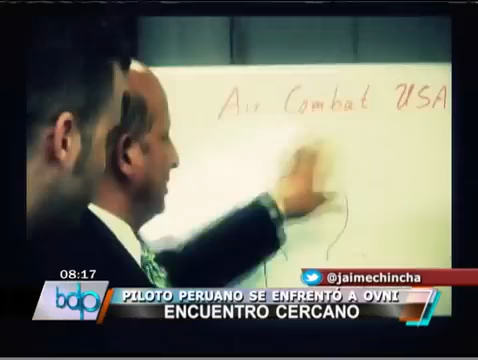 Air Combat USA
@jaimechincha
08:17
bdp
PILOTO PERUANO SE ENFRENTÓ A OVNI
ENCUENTRO CERCANO